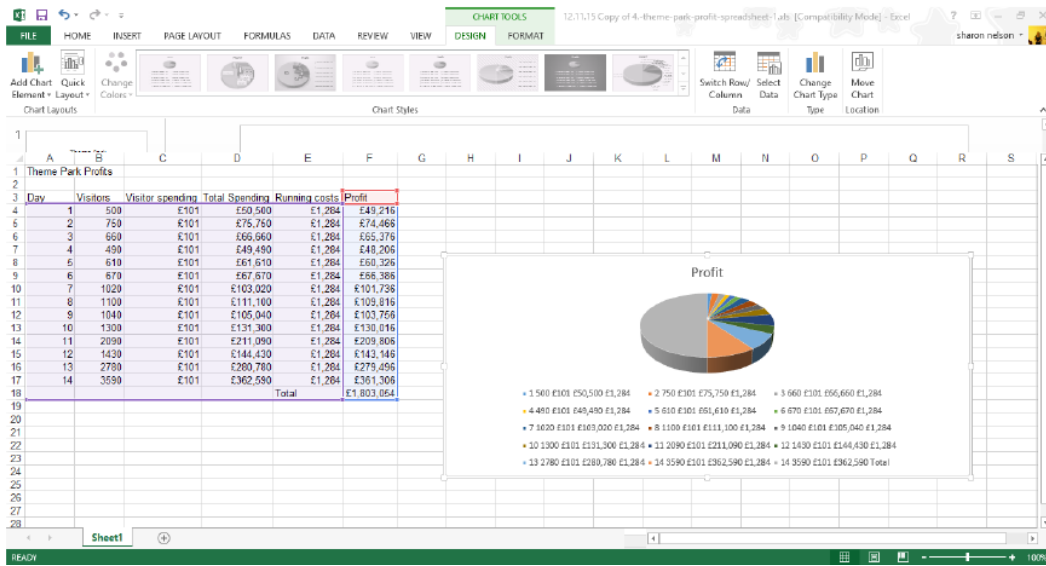 CHART TOOLS 12.11.15 Copy of 4.-theme-park-profit-spreadsheet-1.xls [Compatibility Mode] - Excel
FILE HOME INSERT PAGE LAYOUT FORMULAS DATA REVIEW VIEW DESIGN FORMAT sharon nelson
Add Chart Quick Change Switch Row/ Select Change Move
Element Layout Colors Column Data Chart Type Chart
Chart Layouts Chart Styles Data Type Location
A B C D E F G H I J K L M N O P Q R S
1 Theme Park Profits
2
3 Day Visitors Visitor spending Total Spending Running costs Profit
4 1 500 £101 £50,500 £1,284 £49,216
5 2 750 £101 £75,750 £1,284 £74,466
6 3 660 £101 £66,660 £1,284 £65,376
7 4 490 £101 £49,490 £1,284 £48,206
8 5 610 £101 £61,610 £1,284 £60,326
9 6 670 £101 £67,670 £1,284 £66,386
10 7 1020 £101 £103,020 £1,284 £101,736
11 8 1100 £101 £111,100 £1,284 £109,816
12 9 1040 £101 £105,040 £1,284 £103,756
13 10 1300 £101 £131,300 £1,284 £130,016
14 11 2090 £101 £211,090 £1,284 £209,806
15 12 1430 £101 £144,430 £1,284 £143,146
16 13 2780 £101 £280,780 £1,284 £279,496
17 14 3590 £101 £362,590 £1,284 £361,306
18 Total £1,803,054
19
20
21
22
23
24
25
26
27
28
Profit
1 500 £101 £50,500 £1,284 2 750 £101 £75,750 £1,284 3 660 £101 £66,660 £1,284
4 490 £101 £49,490 £1,284 5 610 £101 £61,610 £1,284 6 670 £101 £67,670 £1,284
7 1020 £101 £103,020 £1,284 8 1100 £101 £111,100 £1,284 9 1040 £101 £105,040 £1,284
10 1300 £101 £131,300 £1,284 11 2090 £101 £211,090 £1,284 12 1430 £101 £144,430 £1,284
13 2780 £101 £280,780 £1,284 14 3590 £101 £362,590 £1,284 14 3590 £101 £362,590 Total
Sheet1
READY 100%